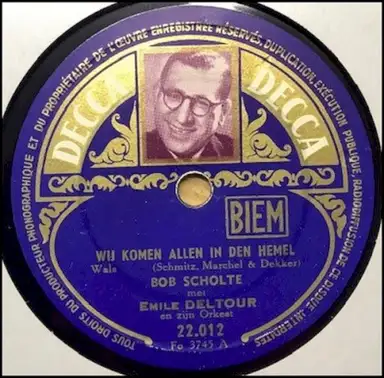 TOUS DROITS DU PRODUCTEUR PHONOGRAPHIQUE ET DU PROPRIÉTAIRE DE L'ŒUVRE ENREGISTRÉE RÉSERVÉS. DUPLICATION, EXÉCUTION PUBLIQUE, RADIODIFFUSION DE CE DISQUE INTERDITES
DECCA
DECCA
BIEM
WIJ KOMEN ALLEN IN DEN HEMEL
Wals (Schmitz, Marchel & Dekker)
BOB SCHOLTE
met
EMILE DELTOUR
en zijn Orkest
22.012
Fo 3745 A